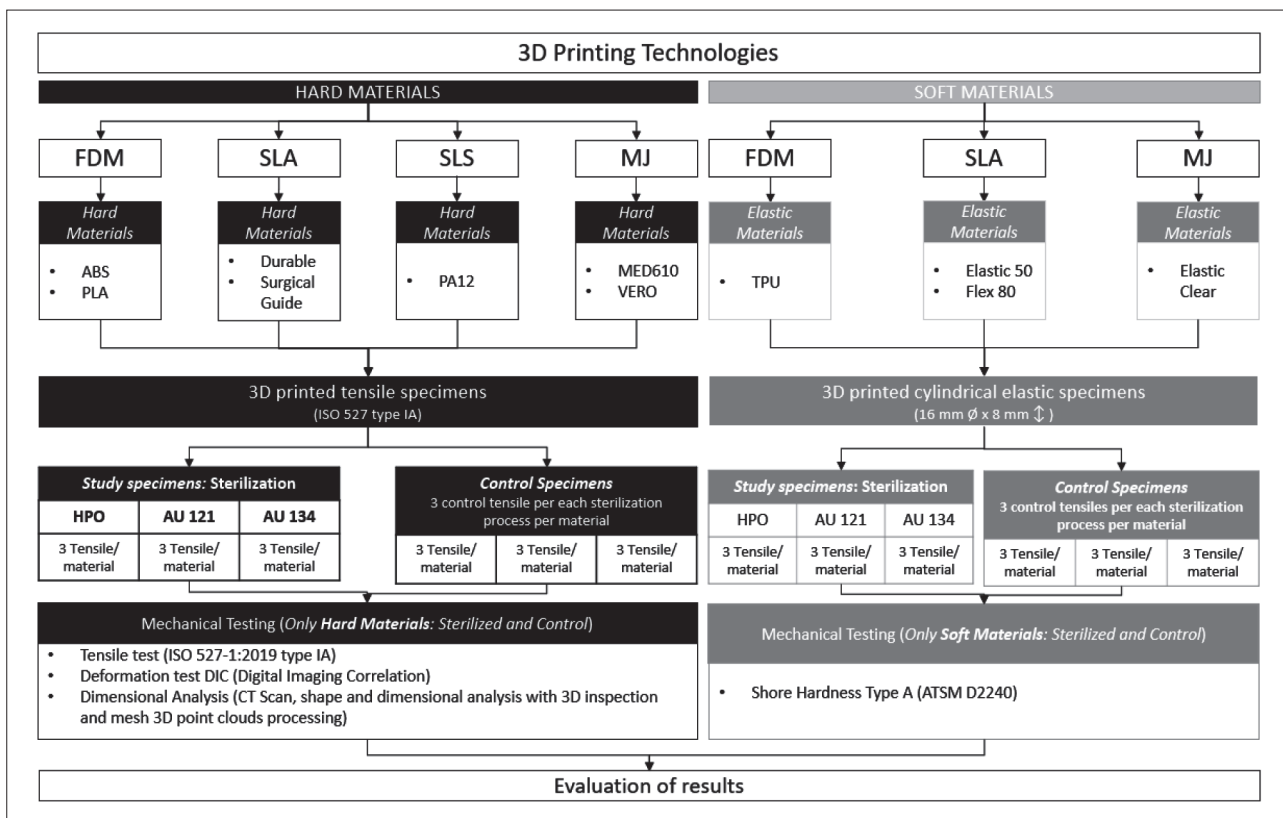 3D Printing Technologies
HARD MATERIALS
SOFT MATERIALS
FDM
SLA
SLS
MJ
FDM
SLA
MJ
Hard
Materials
Hard
Materials
Hard
Materials
Hard
Materials
Elastic
Materials
Elastic
Materials
Elastic
Materials
• ABS
• PLA
• Durable
• Surgical
Guide
• PA12
• MED610
• VERO
• TPU
• Elastic 50
• Flex 80
• Elastic
Clear
3D printed tensile specimens
(ISO 527 type IA)
3D printed cylindrical elastic specimens
(16 mm Ø x 8 mm ↕)
Study specimens: Sterilization
HPO
AU 121
AU 134
3 Tensile/
material
3 Tensile/
material
3 Tensile/
material
Control Specimens
3 control tensile per each sterilization
process per material
3 Tensile/
material
3 Tensile/
material
3 Tensile/
material
Study specimens: Sterilization
HPO
AU 121
AU 134
3 Tensile/
material
3 Tensile/
material
3 Tensile/
material
Control Specimens
3 control tensiles per each sterilization
process per material
3 Tensile/
material
3 Tensile/
material
3 Tensile/
material
Mechanical Testing (Only Hard Materials: Sterilized and Control)
• Tensile test (ISO 527-1:2019 type IA)
• Deformation test DIC (Digital Imaging Correlation)
• Dimensional Analysis (CT Scan, shape and dimensional analysis with 3D inspection
and mesh 3D point clouds processing)
Mechanical Testing (Only Soft Materials: Sterilized and Control)
• Shore Hardness Type A (ATSM D2240)
Evaluation of results